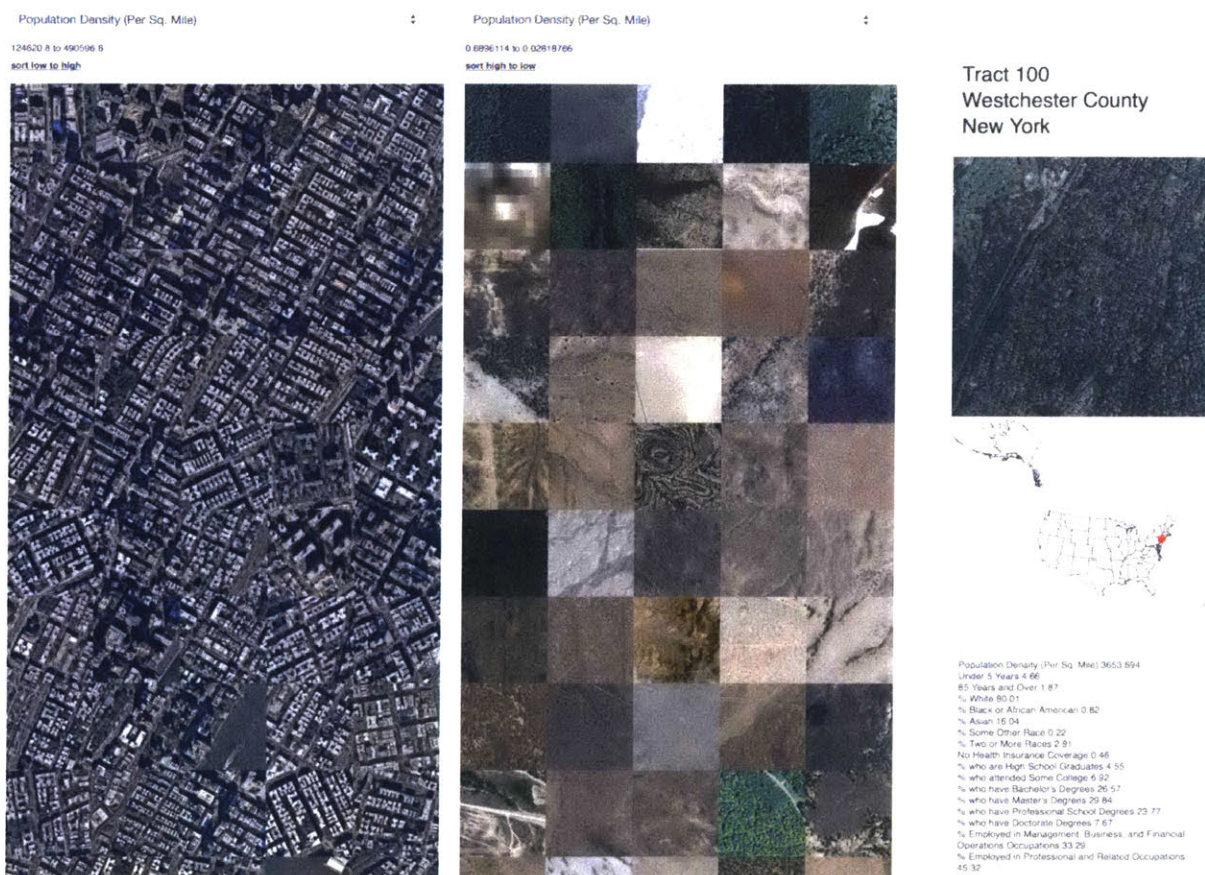 Population Density (Per Sq. Mile)
124620.8 to 490596.6
sort low to high
Population Density (Per Sq. Mile)
0.6896114 to 0.02818766
sort high to low
Tract 100
Westchester County
New York
Population Density (Per Sq. Mile) 3653.694
Under 5 Years 4.66
85 Years and Over 1.87
% White 80.01
% Black or African American 0.82
% Asian 16.04
% Some Other Race 0.22
% Two or More Races 2.91
No Health Insurance Coverage 0.46
% who are High School Graduates 4.55
% who attended Some College 6.92
% who have Bachelor's Degrees 26.57
% who have Master's Degrees 29.84
% who have Professional School Degrees 23.77
% who have Doctorate Degrees 7.67
% Employed in Management, Business, and Financial
Operations Occupations 33.29
% Employed in Professional and Related Occupations
45.32